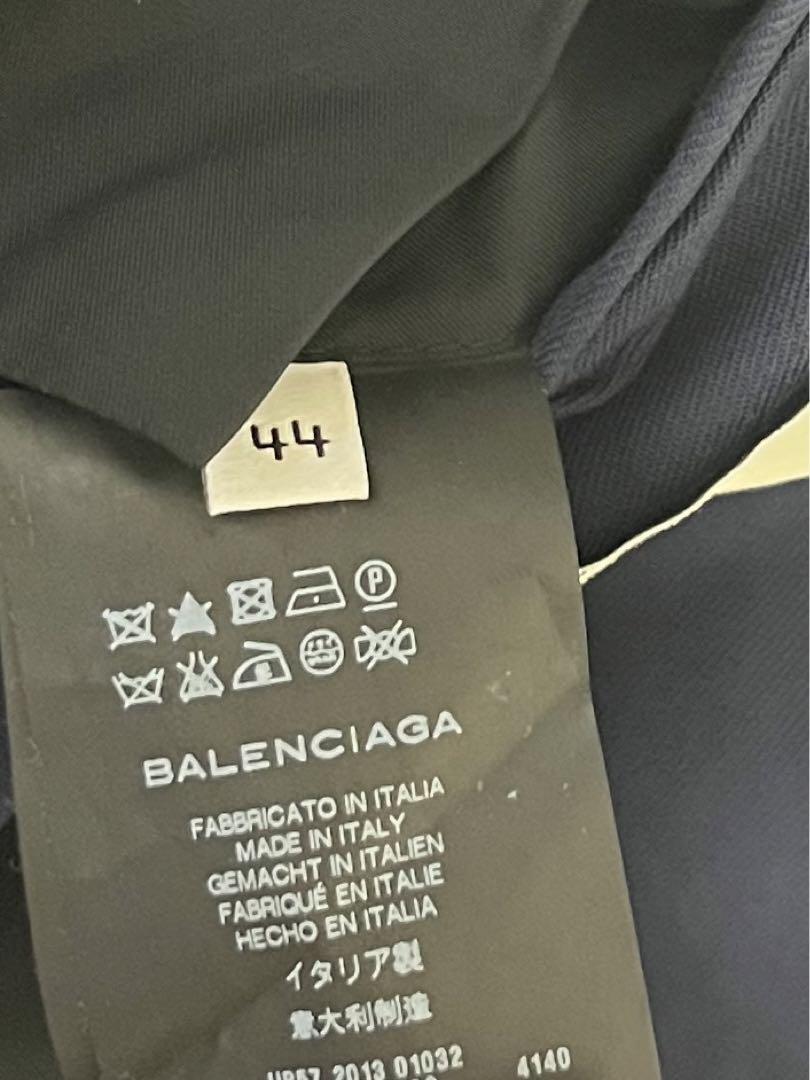 44
P
BALENCIAGA
FABBRICATO IN ITALIA
MADE IN ITALY
GEMACHT IN ITALIEN
FABRIQUÉ EN ITALIE
HECHO EN ITALIA
イタリア製
意大利制造
2013 01032 4140